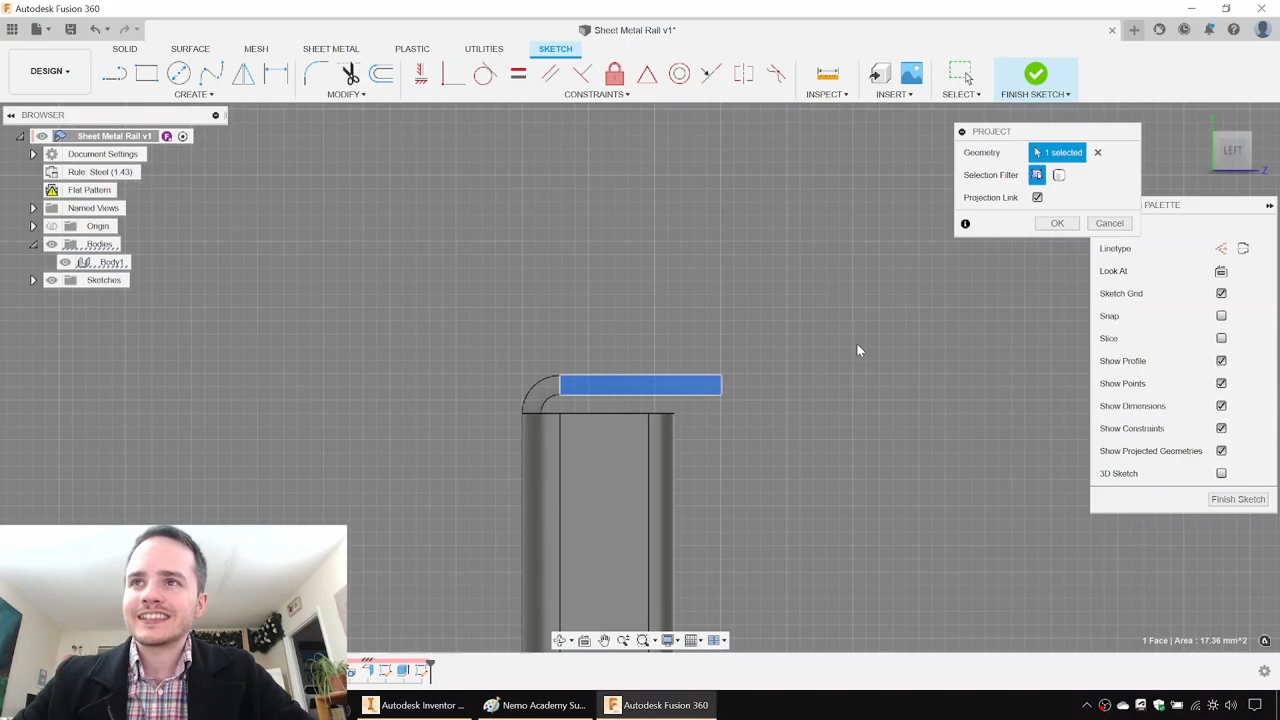 Autodesk Fusion 360
Sheet Metal Rail v1*
DESIGN
SOLID
SURFACE
MESH
SHEET METAL
PLASTIC
UTILITIES
SKETCH
CREATE
MODIFY
CONSTRAINTS
INSPECT
INSERT
SELECT
FINISH SKETCH
BROWSER
Sheet Metal Rail v1
Document Settings
Rule: Steel (1.43)
Flat Pattern
Named Views
Origin
Bodies
Body1
Sketches
PROJECT
Geometry
1 selected
Selection Filter
Projection Link
OK
Cancel
LEFT
Y
Z
PALETTE
Linetype
Look At
Sketch Grid
Snap
Slice
Show Profile
Show Points
Show Dimensions
Show Constraints
Show Projected Geometries
3D Sketch
Finish Sketch
1 Face | Area : 17.36 mm^2
Autodesk Inventor ...
Nemo Academy Su...
Autodesk Fusion 360